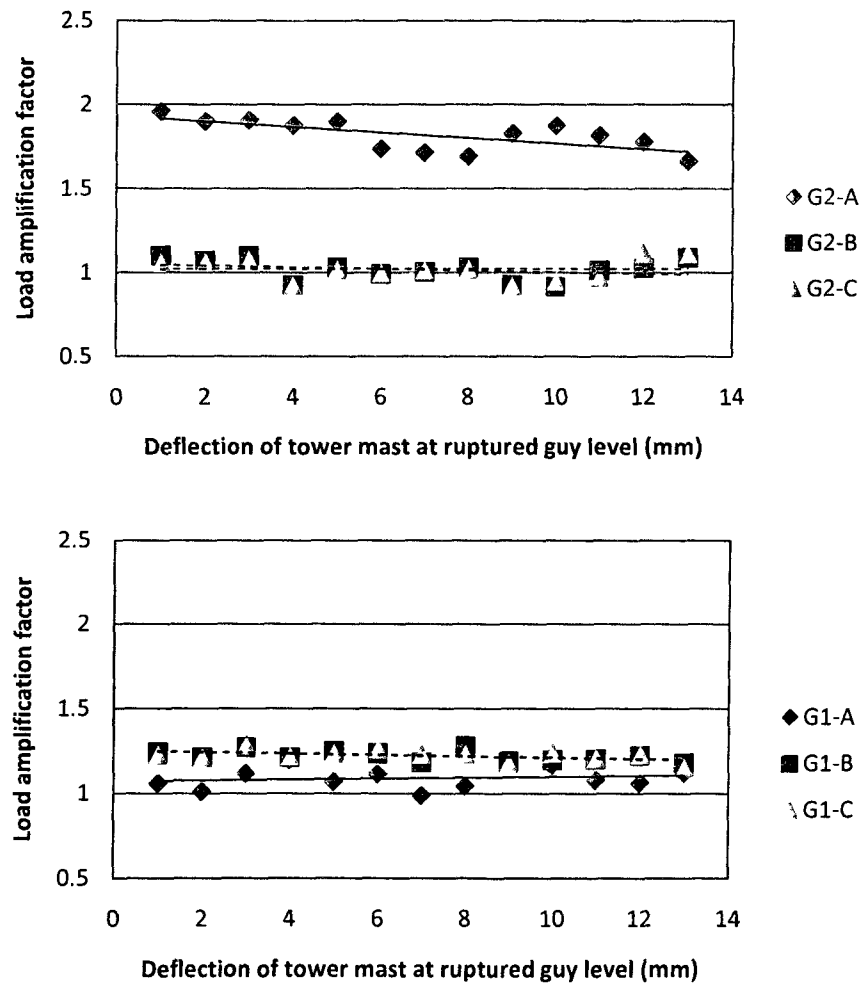 2.5
2
1.5
1
0.5
0 2 4 6 8 10 12 14
Load amplification factor
Deflection of tower mast at ruptured guy level (mm)
G2-A
G2-B
G2-C
2.5
2
1.5
1
0.5
0 2 4 6 8 10 12 14
Load amplification factor
Deflection of tower mast at ruptured guy level (mm)
G1-A
G1-B
G1-C